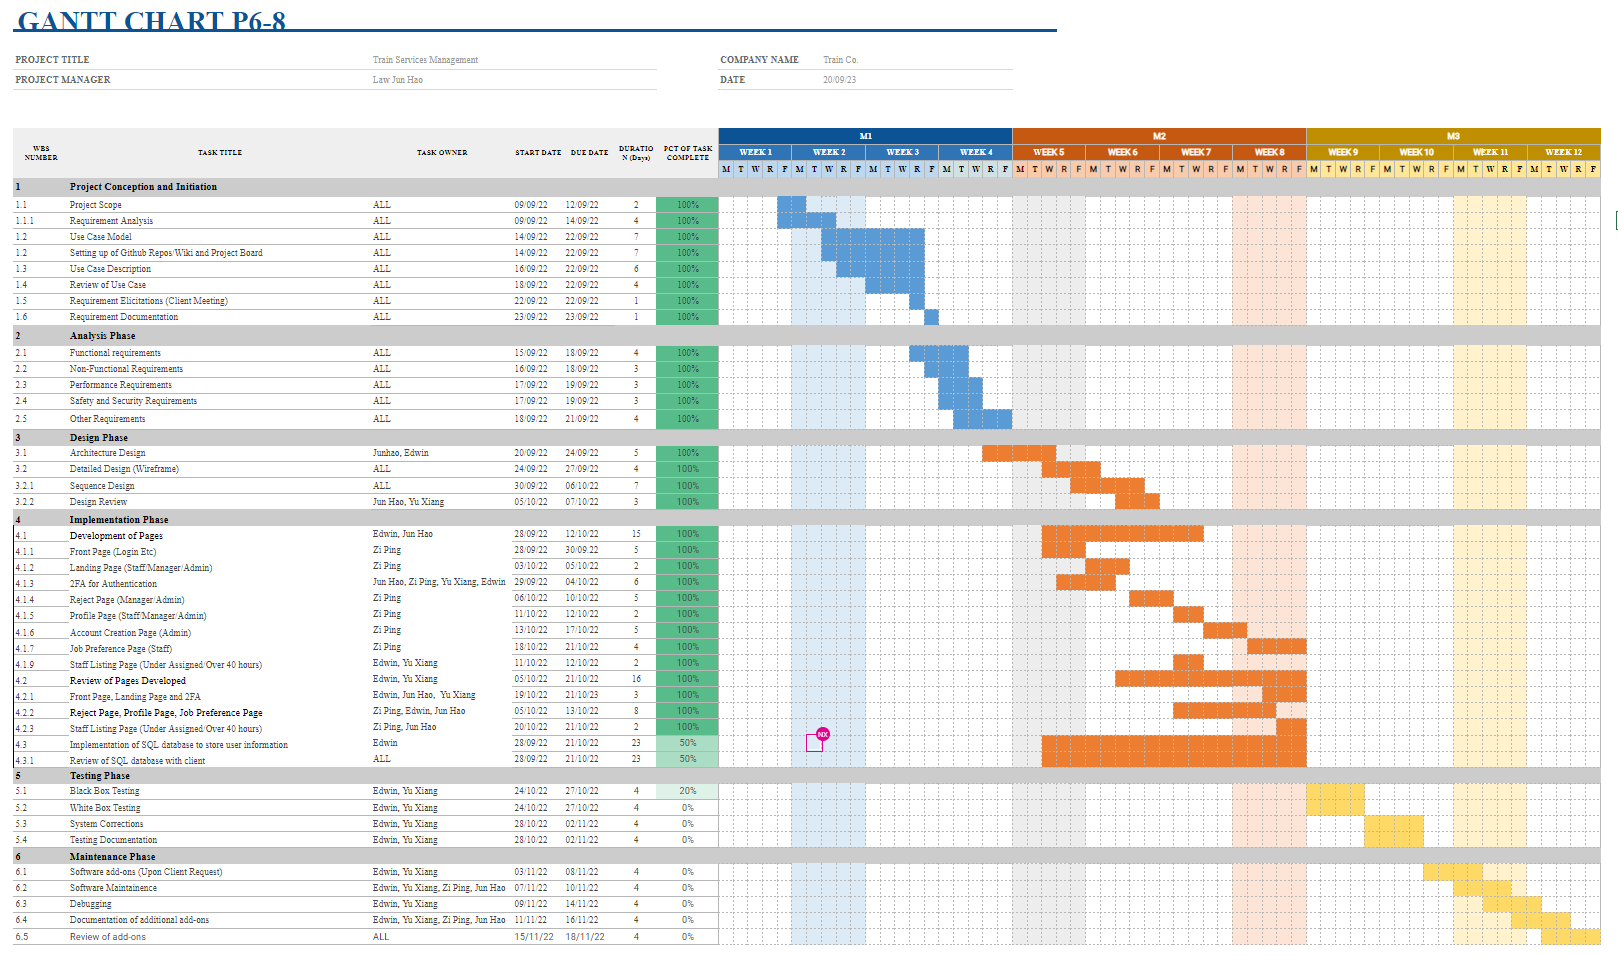 GANTT CHART P6-8
PROJECT TITLE Train Services Management COMPANY NAME Train Co.
PROJECT MANAGER Law Jun Hao DATE 20/09/23
M1 M2 M3
WBS NUMBER TASK TITLE TASK OWNER START DATE DUE DATE DURATIO N (Days) PCT OF TASK COMPLETE WEEK 1 WEEK 2 WEEK 3 WEEK 4 WEEK 5 WEEK 6 WEEK 7 WEEK 8 WEEK 9 WEEK 10 WEEK 11 WEEK 12
M T W R F M T W R F M T W R F M T W R F M T W R F M T W R F M T W R F M T W R F M T W R F M T W R F M T W R F M T W R F
1 Project Conception and Initiation
1.1 Project Scope ALL 09/09/22 12/09/22 2 100%
1.1.1 Requirement Analysis ALL 09/09/22 14/09/22 4 100%
1.2 Use Case Model ALL 14/09/22 22/09/22 7 100%
1.2 Setting up of Github Repos/Wiki and Project Board ALL 14/09/22 22/09/22 7 100%
1.3 Use Case Description ALL 16/09/22 22/09/22 6 100%
1.4 Review of Use Case ALL 18/09/22 22/09/22 4 100%
1.5 Requirement Elicitations (Client Meeting) ALL 22/09/22 22/09/22 1 100%
1.6 Requirement Documentation ALL 23/09/22 23/09/22 1 100%
2 Analysis Phase
2.1 Functional requirements ALL 15/09/22 18/09/22 4 100%
2.2 Non-Functional Requirements ALL 16/09/22 18/09/22 3 100%
2.3 Performance Requirements ALL 17/09/22 19/09/22 3 100%
2.4 Safety and Security Requirements ALL 17/09/22 19/09/22 3 100%
2.5 Other Requirements ALL 18/09/22 21/09/22 4 100%
3 Design Phase
3.1 Architecture Design Junhao, Edwin 20/09/22 24/09/22 5 100%
3.2 Detailed Design (Wireframe) ALL 24/09/22 27/09/22 4 100%
3.2.1 Sequence Design ALL 30/09/22 06/10/22 7 100%
3.2.2 Design Review Jun Hao, Yu Xiang 05/10/22 07/10/22 3 100%
4 Implementation Phase
4.1 Development of Pages Edwin, Jun Hao 28/09/22 12/10/22 15 100%
4.1.1 Front Page (Login Etc) Zi Ping 28/09/22 30/09.22 5 100%
4.1.2 Landing Page (Staff/Manager/Admin) Zi Ping 03/10/22 05/10/22 2 100%
4.1.3 2FA for Authentication Jun Hao, Zi Ping, Yu Xiang, Edwin 29/09/22 04/10/22 6 100%
4.1.4 Reject Page (Manager/Admin) Zi Ping 06/10/22 10/10/22 5 100%
4.1.5 Profile Page (Staff/Manager/Admin) Zi Ping 11/10/22 12/10/22 2 100%
4.1.6 Account Creation Page (Admin) Zi Ping 13/10/22 17/10/22 5 100%
4.1.7 Job Preference Page (Staff) Zi Ping 18/10/22 21/10/22 4 100%
4.1.9 Staff Listing Page (Under Assigned/Over 40 hours) Edwin, Yu Xiang 11/10/22 12/10/22 2 100%
4.2 Review of Pages Developed Edwin, Yu Xiang 05/10/22 21/10/22 16 100%
4.2.1 Front Page, Landing Page and 2FA Edwin, Jun Hao, Yu Xiang 19/10/22 21/10/23 3 100%
4.2.2 Reject Page, Profile Page, Job Preference Page Zi Ping, Edwin, Jun Hao 05/10/22 13/10/22 8 100%
4.2.3 Staff Listing Page (Under Assigned/Over 40 hours) Zi Ping, Jun Hao 20/10/22 21/10/22 2 100%
NX
4.3 Implementation of SQL database to store user information Edwin 28/09/22 21/10/22 23 50%
4.3.1 Review of SQL database with client ALL 28/09/22 21/10/22 23 50%
5 Testing Phase
5.1 Black Box Testing Edwin, Yu Xiang 24/10/22 27/10/22 4 20%
5.2 White Box Testing Edwin, Yu Xiang 24/10/22 27/10/22 4 0%
5.3 System Corrections Edwin, Yu Xiang 28/10/22 02/11/22 4 0%
5.4 Testing Documentation Edwin, Yu Xiang 28/10/22 02/11/22 4 0%
6 Maintenance Phase
6.1 Software add-ons (Upon Client Request) Edwin, Yu Xiang 03/11/22 08/11/22 4 0%
6.2 Software Maintainence Edwin, Yu Xiang, Zi Ping, Jun Hao 07/11/22 10/11/22 4 0%
6.3 Debugging Edwin, Yu Xiang 09/11/22 14/11/22 4 0%
6.4 Documentation of additional add-ons Edwin, Yu Xiang, Zi Ping, Jun Hao 11/11/22 16/11/22 4 0%
6.5 Review of add-ons ALL 15/11/22 18/11/22 4 0%